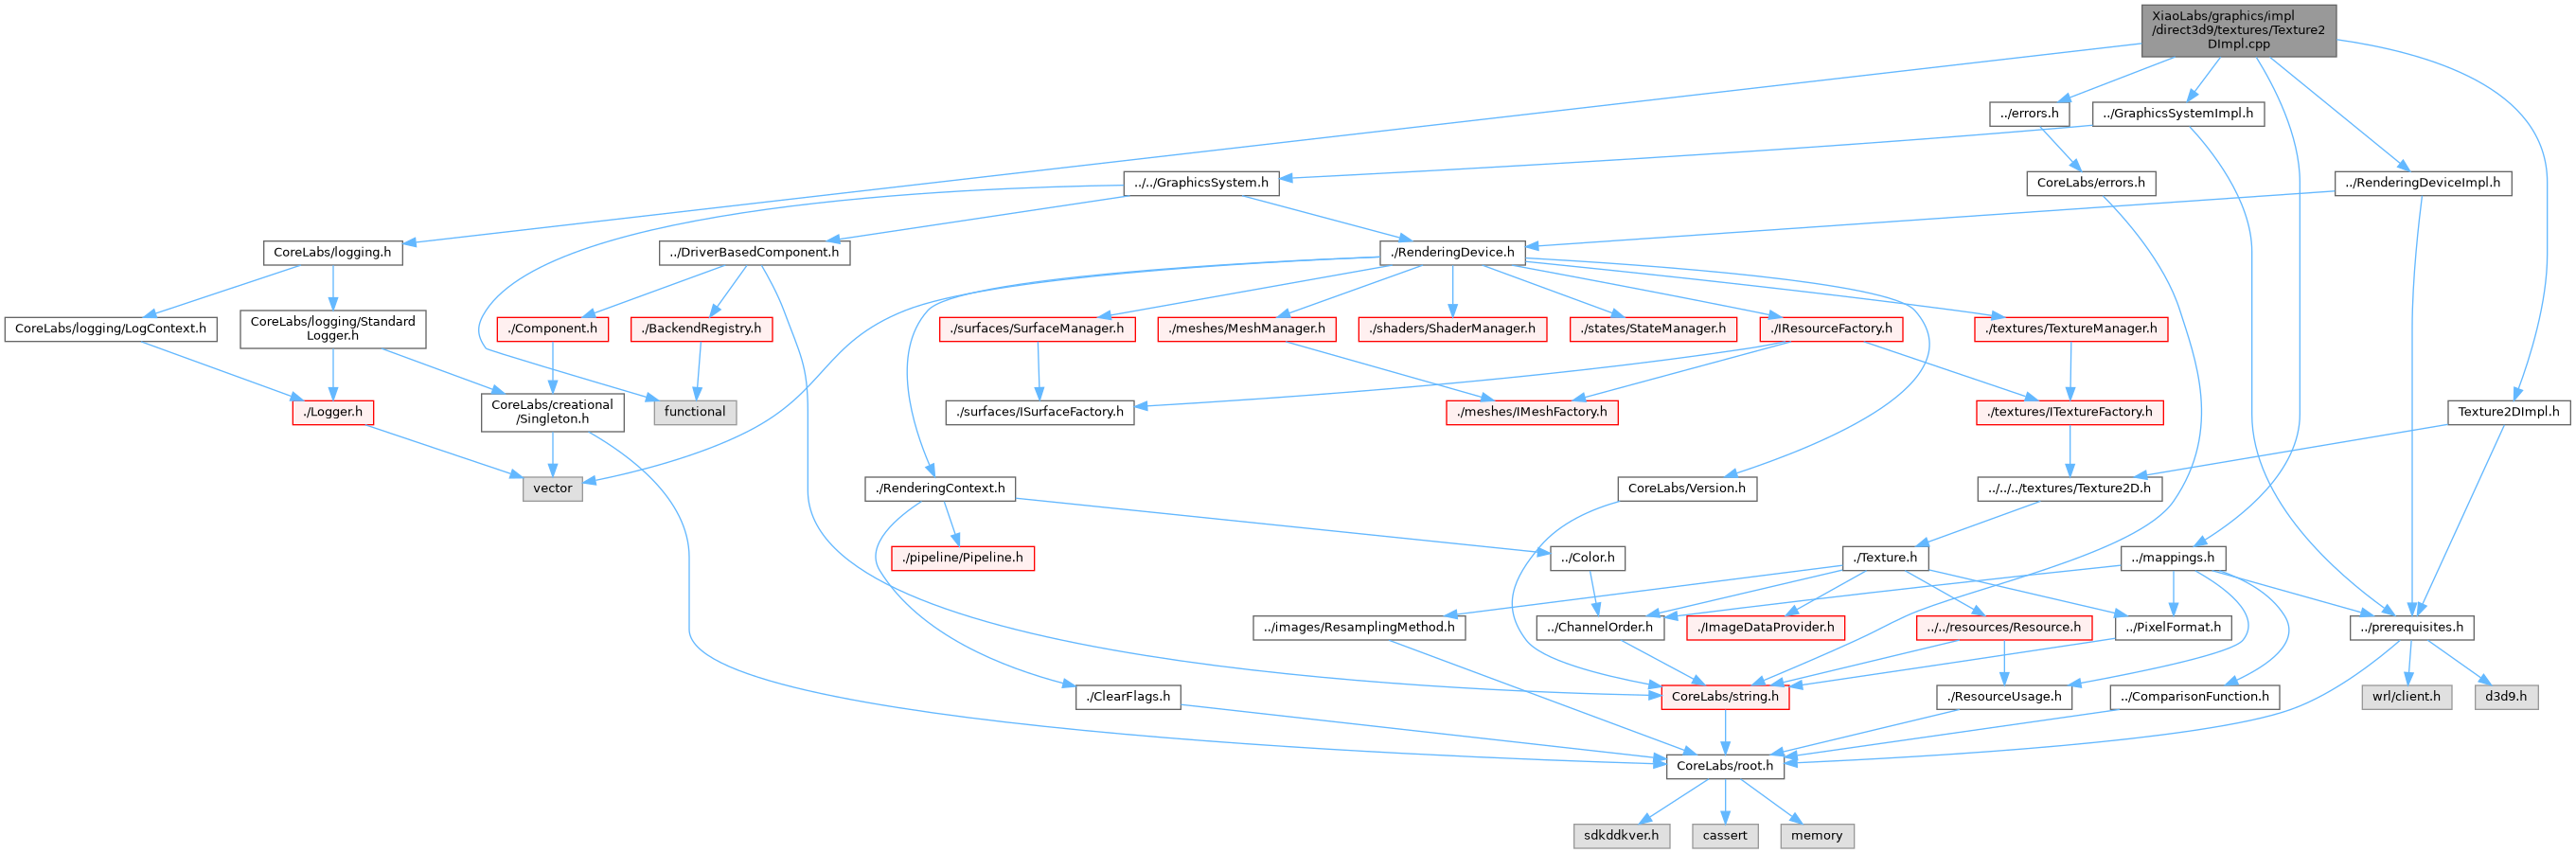 XiaoLabs/graphics/impl
/direct3d9/textures/Texture2
DImpl.cpp
../errors.h
../GraphicsSystemImpl.h
../../GraphicsSystem.h
CoreLabs/errors.h
../RenderingDeviceImpl.h
CoreLabs/logging.h
../DriverBasedComponent.h
./RenderingDevice.h
CoreLabs/logging/LogContext.h
CoreLabs/logging/Standard
Logger.h
./Component.h
./BackendRegistry.h
./surfaces/SurfaceManager.h
./meshes/MeshManager.h
./shaders/ShaderManager.h
./states/StateManager.h
./IResourceFactory.h
./textures/TextureManager.h
./Logger.h
CoreLabs/creational
/Singleton.h
functional
./surfaces/ISurfaceFactory.h
./meshes/IMeshFactory.h
./textures/ITextureFactory.h
Texture2DImpl.h
vector
./RenderingContext.h
CoreLabs/Version.h
../../../textures/Texture2D.h
./pipeline/Pipeline.h
../Color.h
./Texture.h
../mappings.h
../images/ResamplingMethod.h
../ChannelOrder.h
./ImageDataProvider.h
../../resources/Resource.h
../PixelFormat.h
../prerequisites.h
./ClearFlags.h
CoreLabs/string.h
./ResourceUsage.h
../ComparisonFunction.h
wrl/client.h
d3d9.h
CoreLabs/root.h
sdkddkver.h
cassert
memory